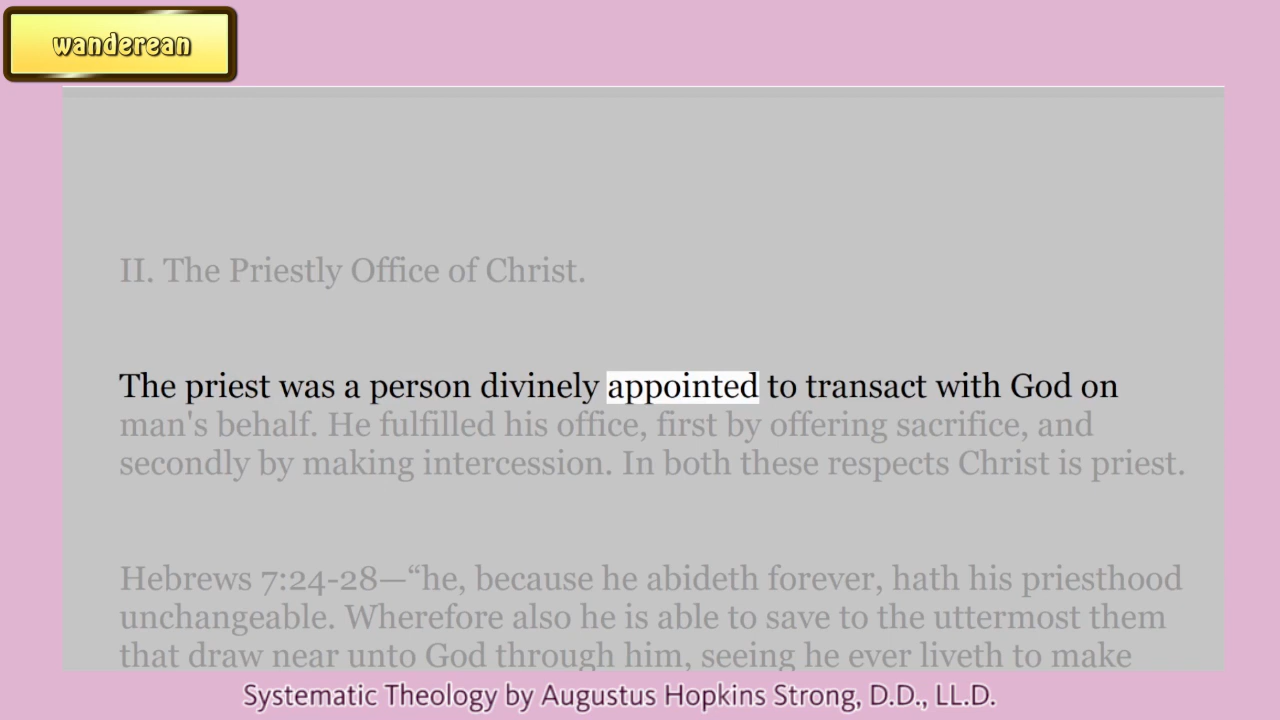 wanderean
II. The Priestly Office of Christ.
The priest was a person divinely appointed to transact with God on
man's behalf. He fulfilled his office, first by offering sacrifice, and
secondly by making intercession. In both these respects Christ is priest.
Hebrews 7:24-28—“he, because he abideth forever, hath his priesthood
unchangeable. Wherefore also he is able to save to the uttermost them
that draw near unto God through him, seeing he ever liveth to make
Systematic Theology by Augustus Hopkins Strong, D.D., LL.D.